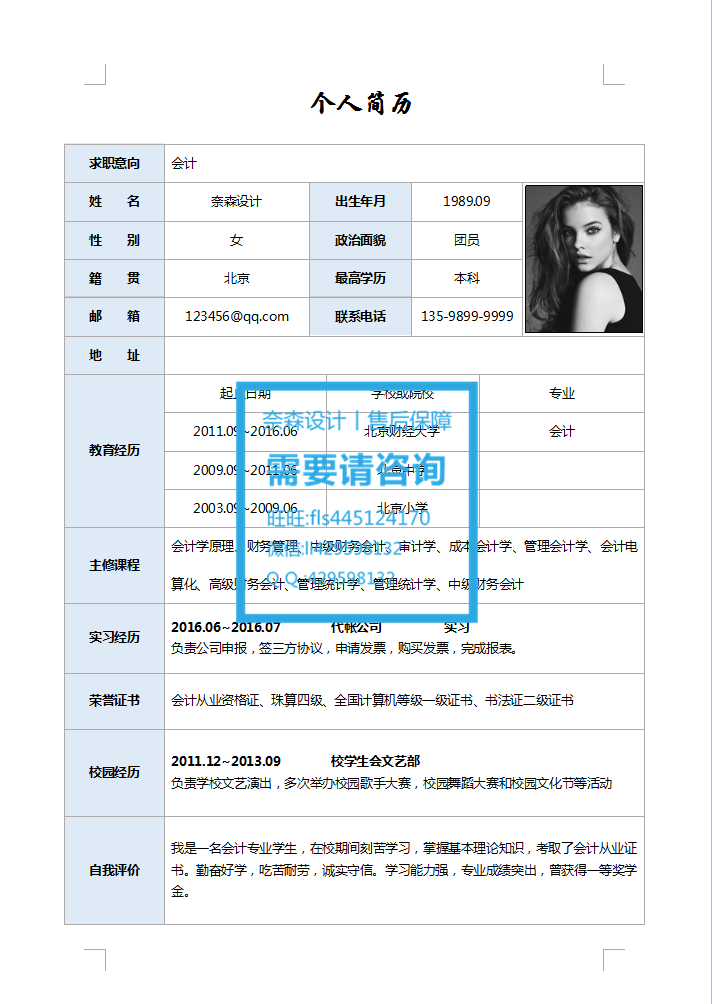 个人简历
求职意向 会计
姓 名 奈森设计 出生年月 1989.09
性 别 女 政治面貌 团员
籍 贯 北京 最高学历 本科
邮 箱 123456@qq.com 联系电话 135-9899-9999
地 址
教育经历
起止日期 学校或院校 专业
2011.09~2016.06 北京财经大学 会计
2009.09~2011.06 北京中学
2003.09~2009.06 北京小学
奈森设计丨售后保障
需要请咨询
旺旺:fls445124170
微信:ll429598132
Q Q :429598132
主修课程
会计学原理、财务管理、中级财务会计、审计学、成本会计学、管理会计学、会计电
算化、高级财务会计、管理统计学、管理统计学、中级财务会计
实习经历
2016.06~2016.07 代帐公司 实习
负责公司申报，签三方协议，申请发票，购买发票，完成报表。
荣誉证书 会计从业资格证、珠算四级、全国计算机等级一级证书、书法证二级证书
校园经历
2011.12~2013.09 校学生会文艺部
负责学校文艺演出，多次举办校园歌手大赛，校园舞蹈大赛和校园文化节等活动
自我评价
我是一名会计专业学生，在校期间刻苦学习，掌握基本理论知识，考取了会计从业证
书。勤奋好学，吃苦耐劳，诚实守信。学习能力强，专业成绩突出，曾获得一等奖学
金。